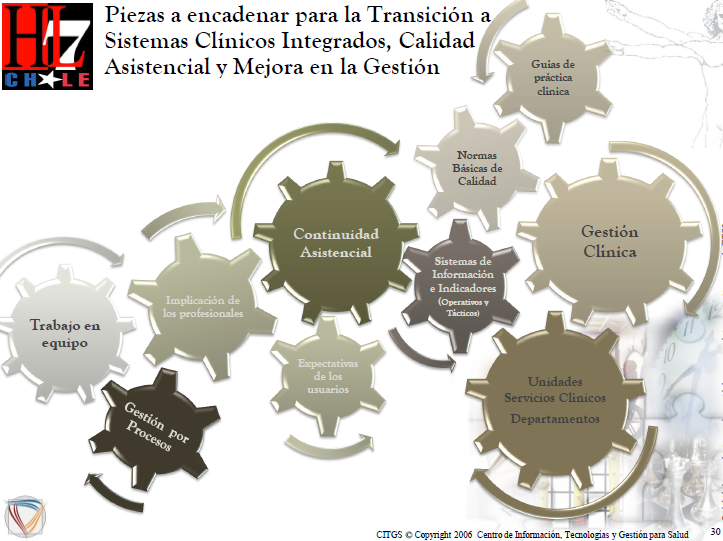 HL7
CHILE
Piezas a encadenar para la Transición a
Sistemas Clínicos Integrados, Calidad
Asistencial y Mejora en la Gestión
Guias de
práctica
clinica
Normas
Básicas de
Calidad
Continuidad
Asistencial
Gestión
Clínica
Sistemas de
Información
e Indicadores
(Operativos y
Tácticos)
Implicación de
los profesionales
Trabajo en
equipo
Expectativas
de los
usuarios
Unidades
Servicios Clínicos
Departamentos
Gestión por
Procesos
CITGS © Copyright 2006 Centro de Información, Tecnologías y Gestión para Salud
30